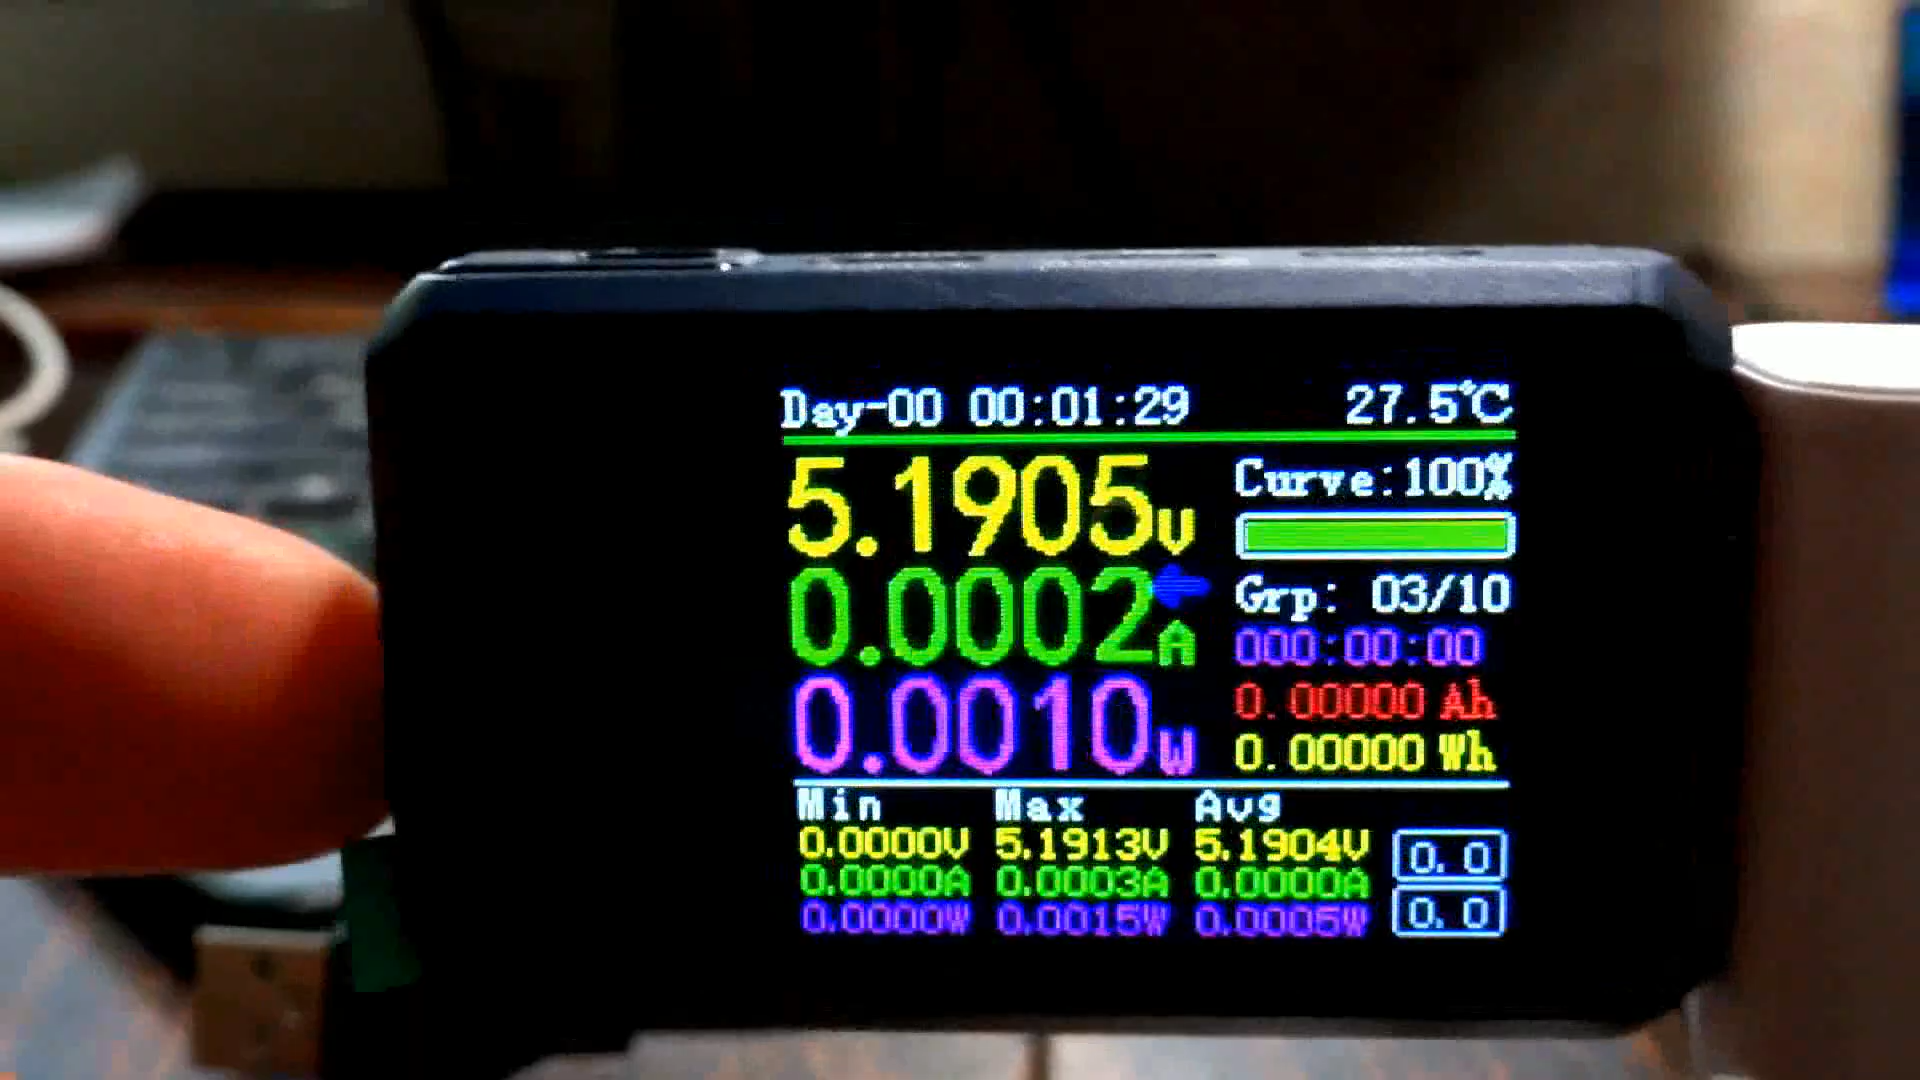 Day-00 00:01:29 27.5℃
5.1905V
0.0002A
0.0010W
Curve:100%
Grp: 03/10
000:00:00
0.00000 Ah
0.00000 Wh
Min Max Avg
0.0000V 5.1913V 5.1904V
0.0000A 0.0003A 0.0000A
0.0000W 0.0015W 0.0005W
0.0
0.0